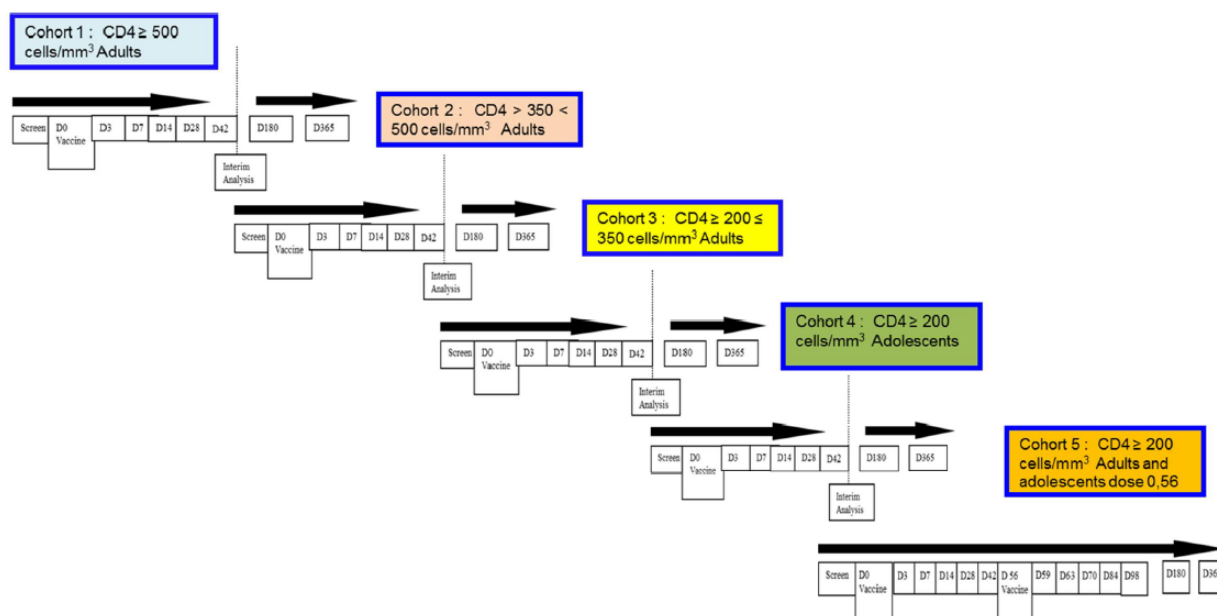 Cohort 1 : CD4 ≥ 500
cells/mm³ Adults
Screen D0 D3 D7 D14 D28 D42 D180 D365
Vaccine
Interim
Analysis
Cohort 2 : CD4 > 350 <
500 cells/mm³ Adults
Screen D0 D3 D7 D14 D28 D42 D180 D365
Vaccine
Interim
Analysis
Cohort 3 : CD4 ≥ 200 ≤
350 cells/mm³ Adults
Screen D0 D3 D7 D14 D28 D42 D180 D365
Vaccine
Interim
Analysis
Cohort 4 : CD4 ≥ 200
cells/mm³ Adolescents
Screen D0 D3 D7 D14 D28 D42 D180 D365
Vaccine
Interim
Analysis
Cohort 5 : CD4 ≥ 200
cells/mm³ Adults and
adolescents dose 0,56
Screen D0 D3 D7 D14 D28 D42 D 56 D59 D63 D70 D84 D98 D180 D36
Vaccine Vaccine